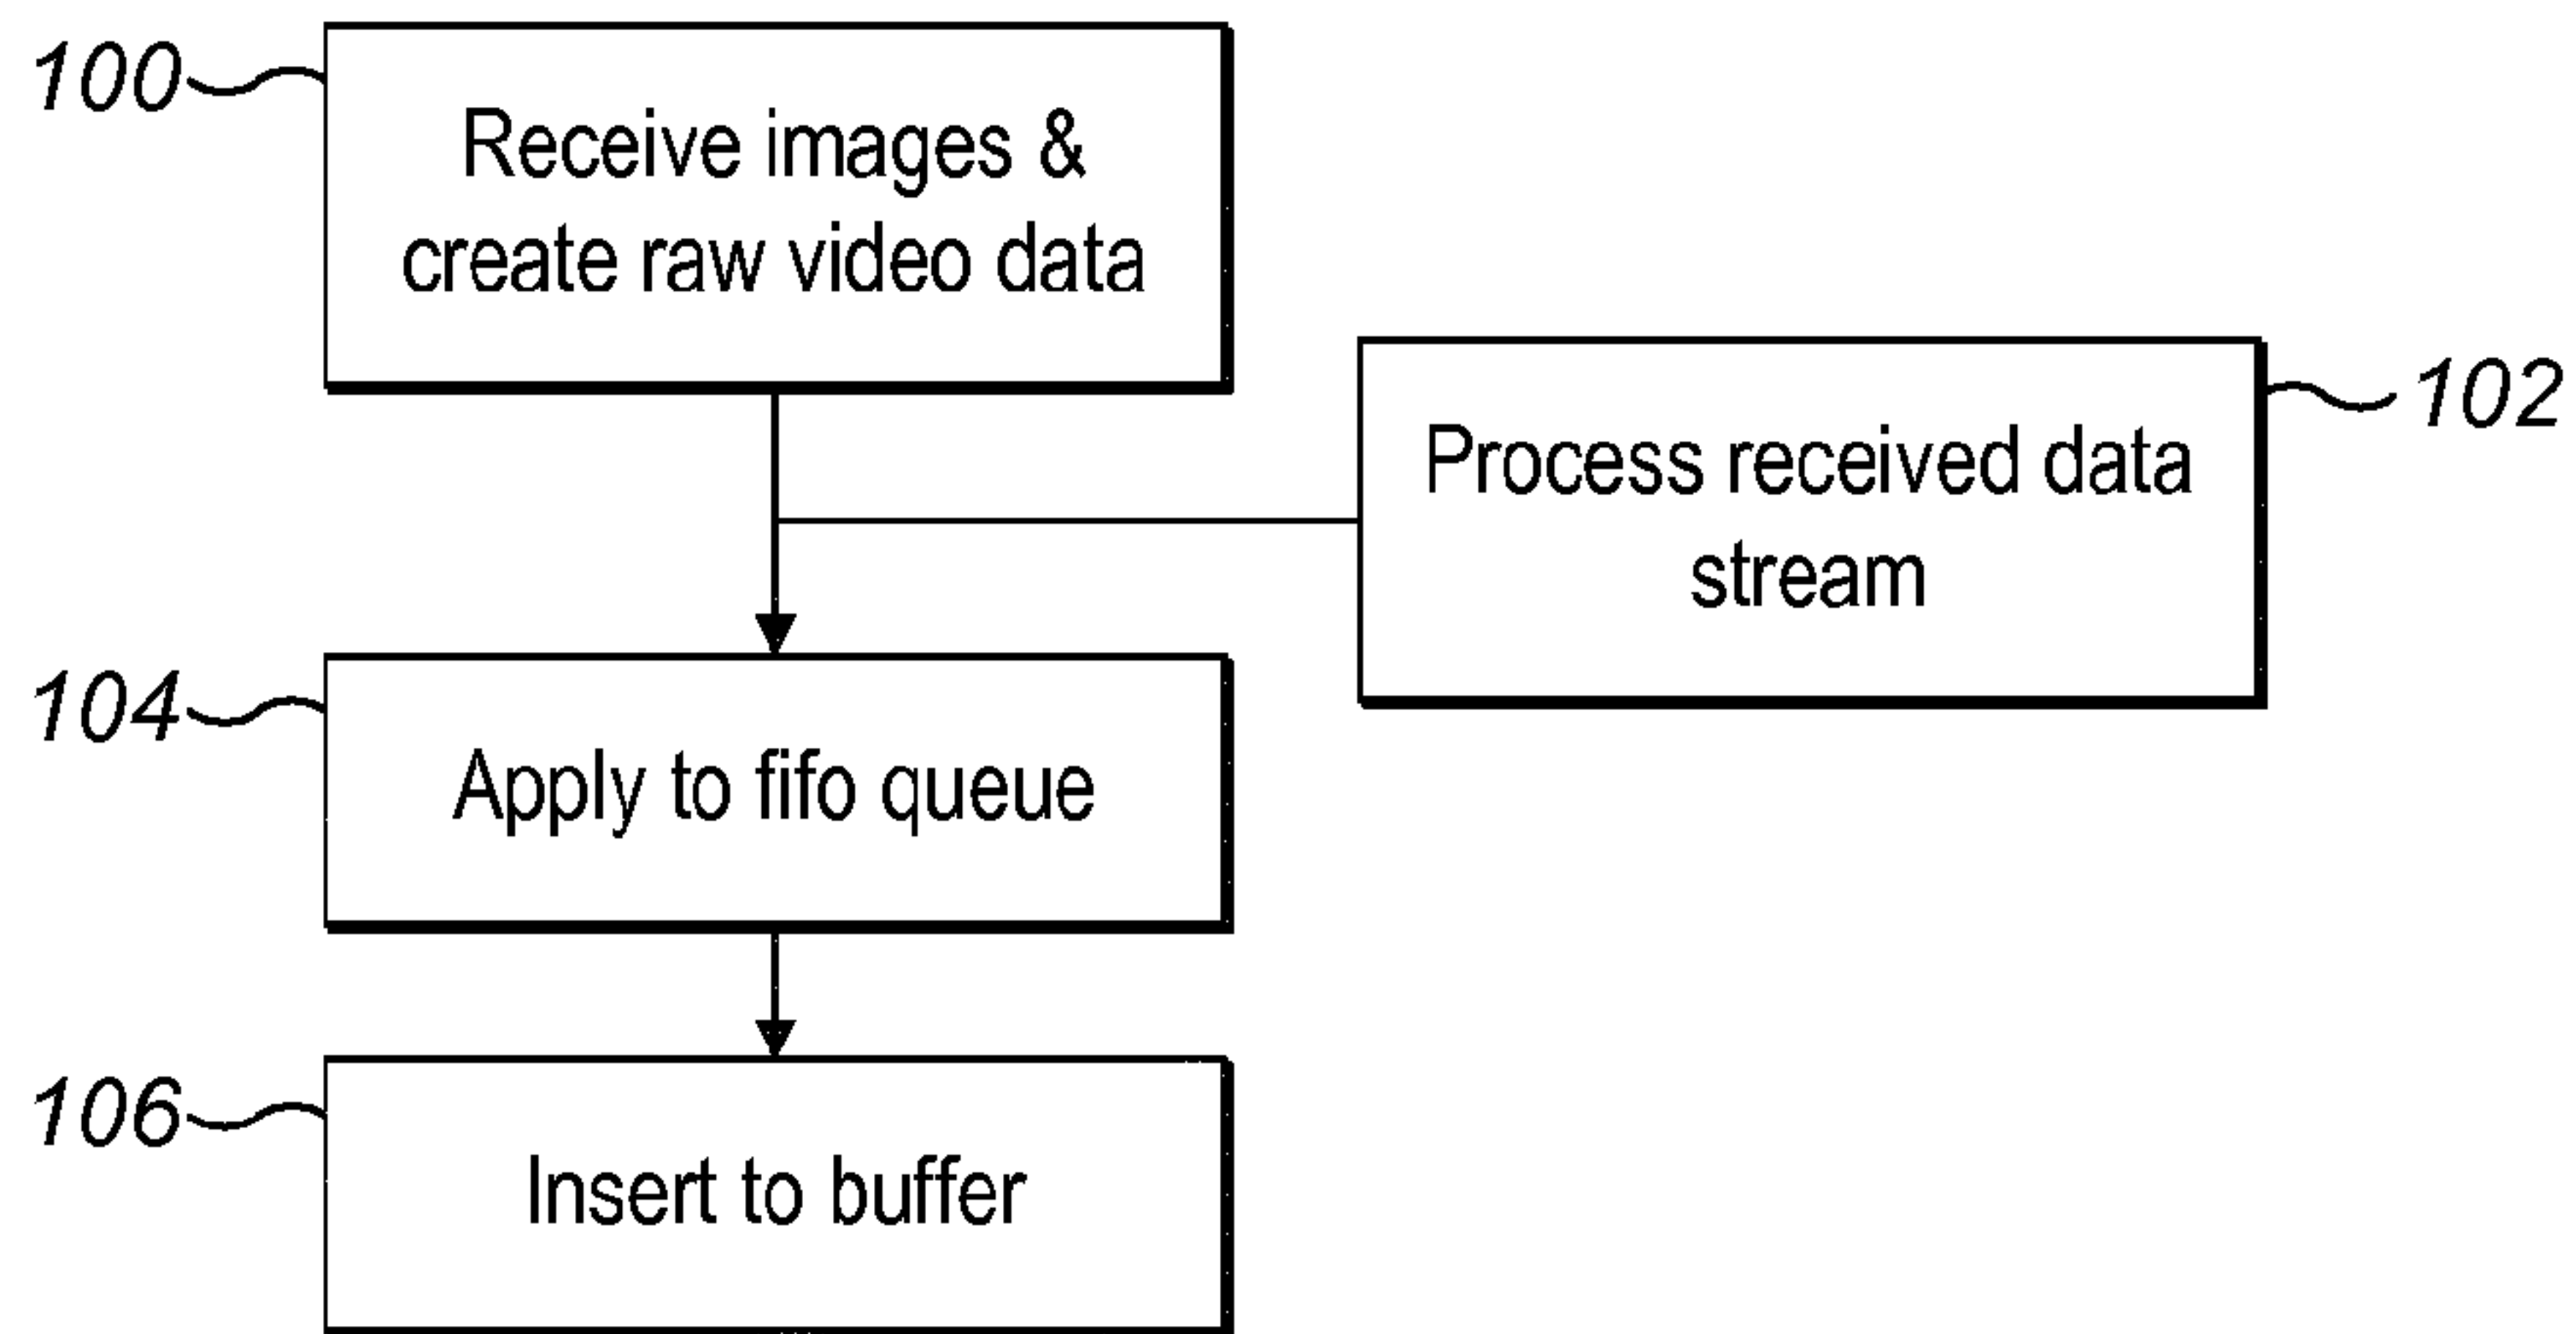 100
Receive images &
create raw video data
102
Process received data
stream
104
Apply to fifo queue
106
Insert to buffer